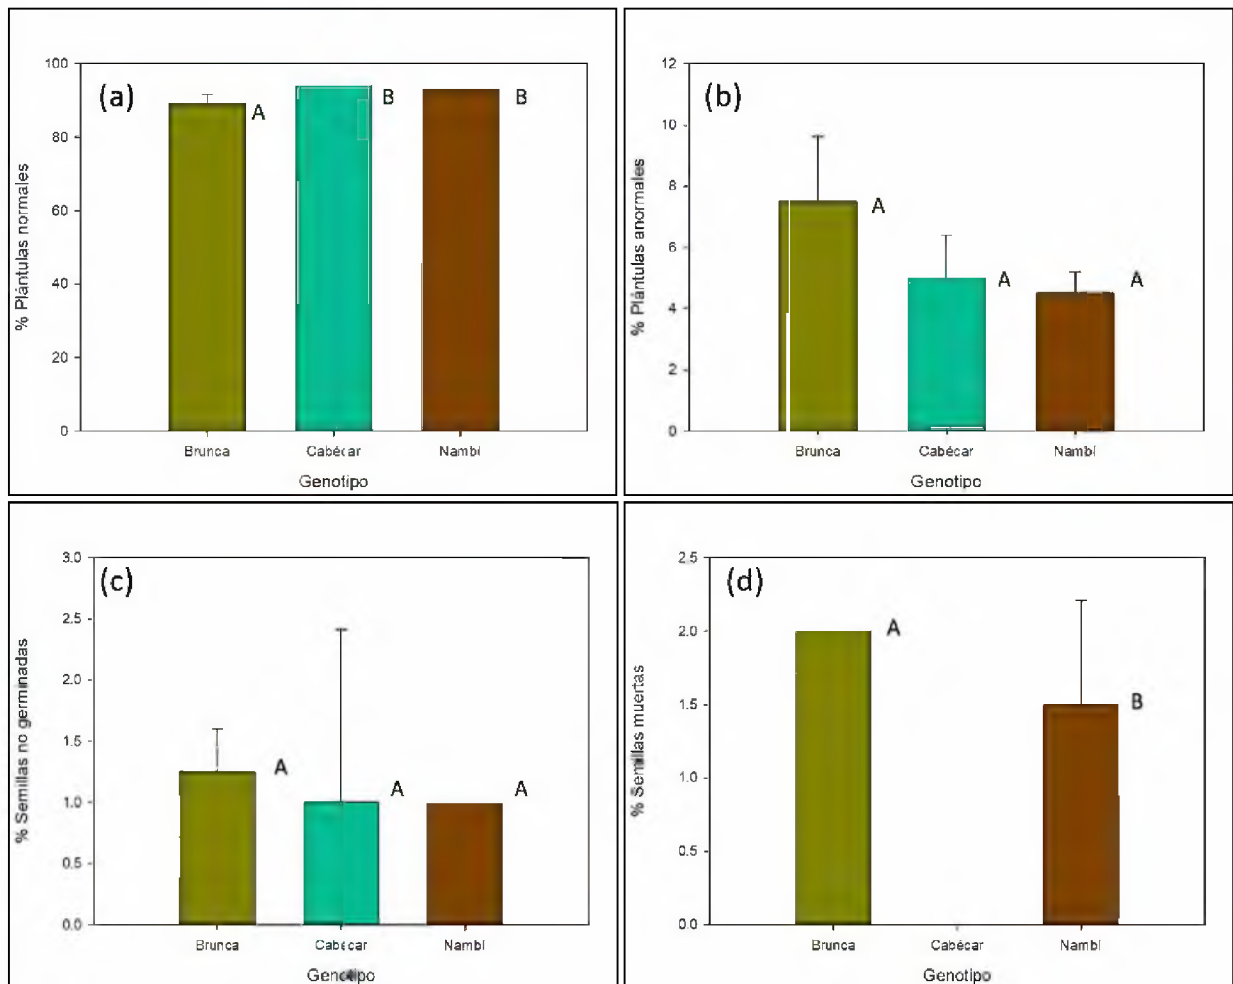 (a)
% Plántulas normales
100
80
60
40
20
0
A
B
B
Brunca
Cabécar
Nambí
Genotipo
(b)
% Plántulas anormales
12
10
8
6
4
2
0
A
A
A
Brunca
Cabécar
Nambí
Genotipo
(c)
% Semillas no germinadas
3.0
2.5
2.0
1.5
1.0
0.5
0.0
A
A
A
Brunca
Cabécar
Nambí
Genotipo
(d)
% Semillas muertas
2.5
2.0
1.5
1.0
0.5
0.0
A
B
Brunca
Cabécar
Nambí
Genotipo